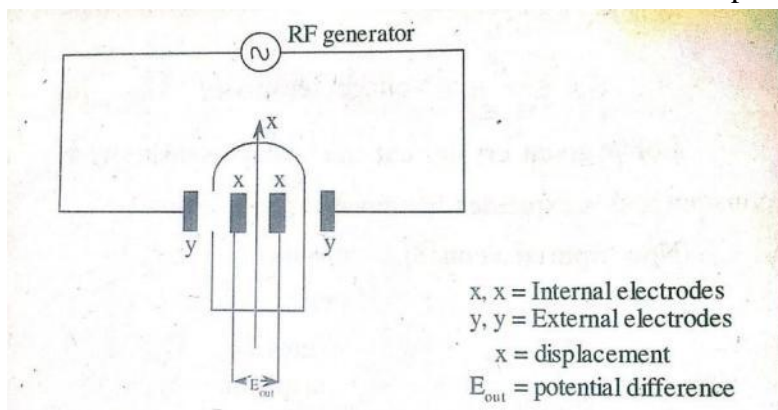 RF generator
x
x x
y y
E_out
x, x = Internal electrodes
y, y = External electrodes
x = displacement
E_out = potential difference